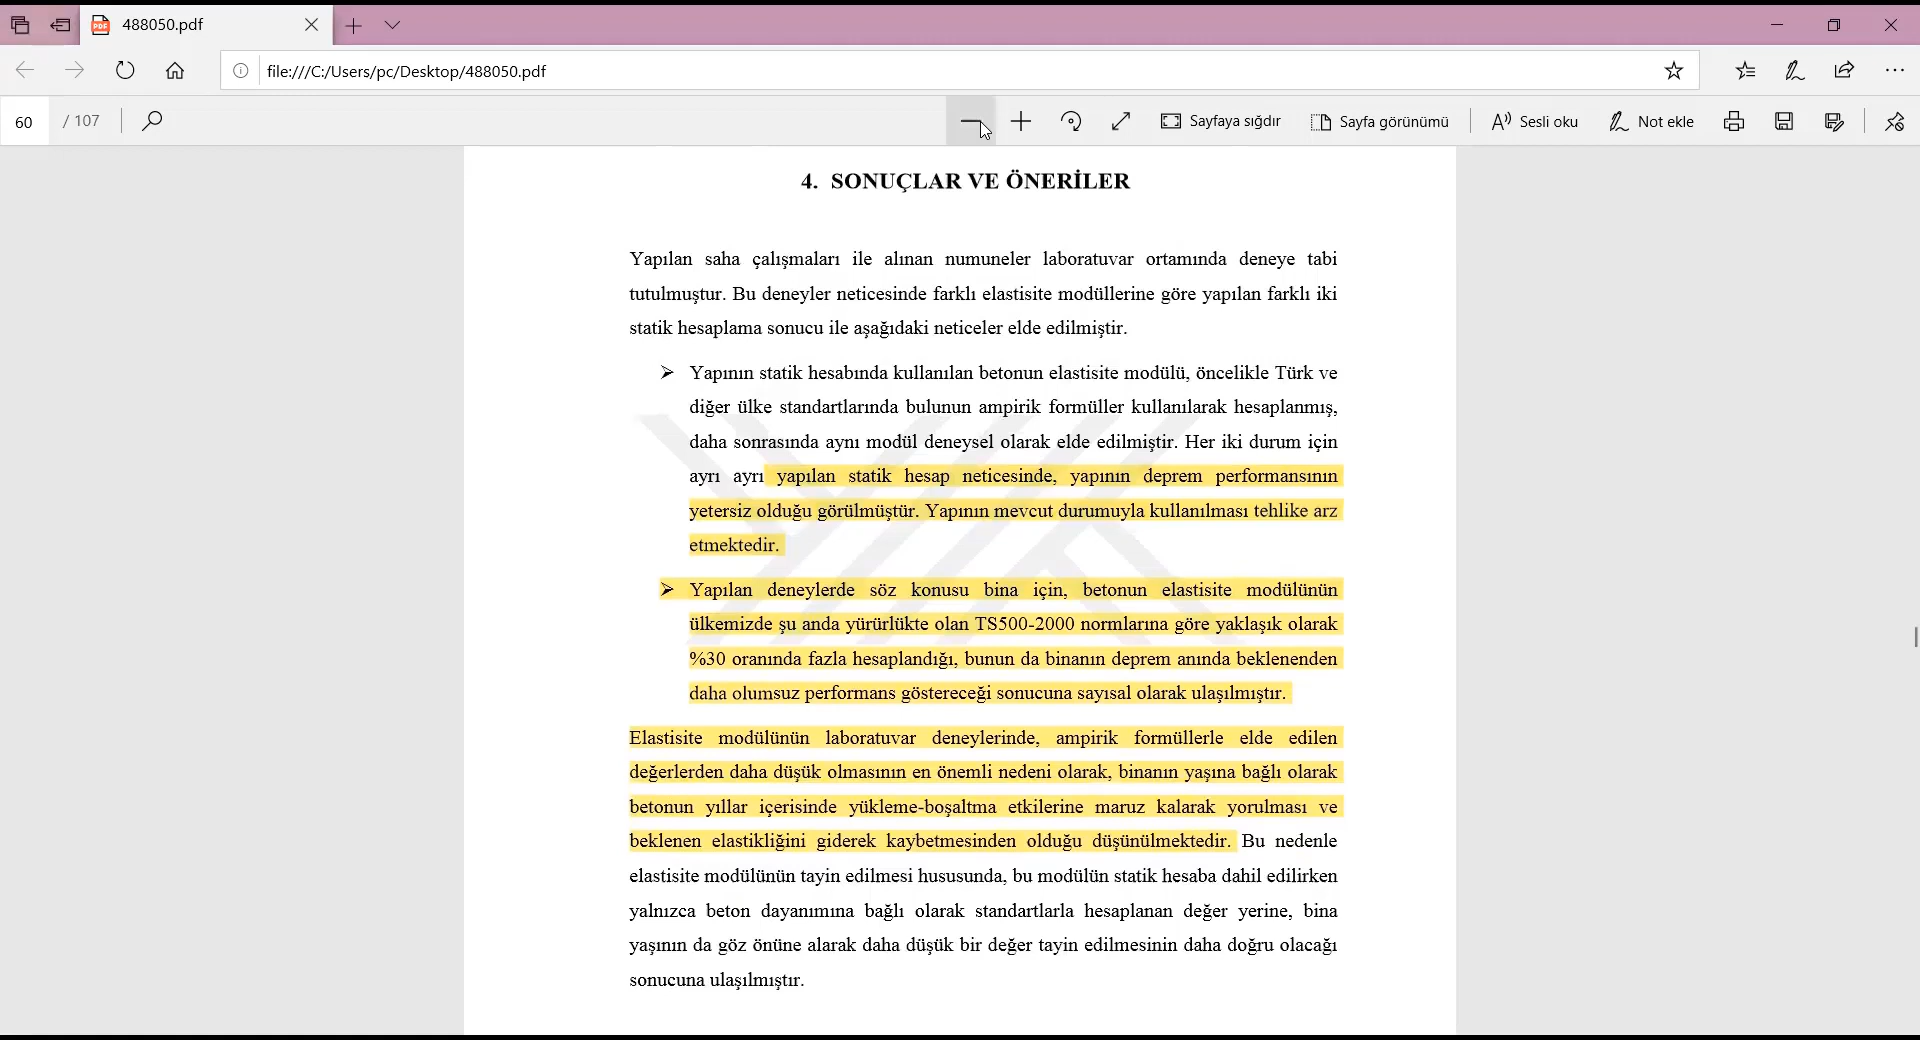 488050.pdf
file:///C:/Users/pc/Desktop/488050.pdf
60 / 107 Sayfaya sığdır Sayfa görünümü Sesli oku Not ekle
4. SONUÇLAR VE ÖNERİLER
Yapılan saha çalışmaları ile alınan numuneler laboratuvar ortamında deneye tabi
tutulmuştur. Bu deneyler neticesinde farklı elastisite modüllerine göre yapılan farklı iki
statik hesaplama sonucu ile aşağıdaki neticeler elde edilmiştir.
➢ Yapının statik hesabında kullanılan betonun elastisite modülü, öncelikle Türk ve
diğer ülke standartlarında bulunun ampirik formüller kullanılarak hesaplanmış,
daha sonrasında aynı modül deneysel olarak elde edilmiştir. Her iki durum için
ayrı ayrı yapılan statik hesap neticesinde, yapının deprem performansının
yetersiz olduğu görülmüştür. Yapının mevcut durumuyla kullanılması tehlike arz
etmektedir.
➢ Yapılan deneylerde söz konusu bina için, betonun elastisite modülünün
ülkemizde şu anda yürürlükte olan TS500-2000 normlarına göre yaklaşık olarak
%30 oranında fazla hesaplandığı, bunun da binanın deprem anında beklenenden
daha olumsuz performans göstereceği sonucuna sayısal olarak ulaşılmıştır.
Elastisite modülünün laboratuvar deneylerinde, ampirik formüllerle elde edilen
değerlerden daha düşük olmasının en önemli nedeni olarak, binanın yaşına bağlı olarak
betonun yıllar içerisinde yükleme-boşaltma etkilerine maruz kalarak yorulması ve
beklenen elastikliğini giderek kaybetmesinden olduğu düşünülmektedir. Bu nedenle
elastisite modülünün tayin edilmesi hususunda, bu modülün statik hesaba dahil edilirken
yalnızca beton dayanımına bağlı olarak standartlarla hesaplanan değer yerine, bina
yaşının da göz önüne alarak daha düşük bir değer tayin edilmesinin daha doğru olacağı
sonucuna ulaşılmıştır.